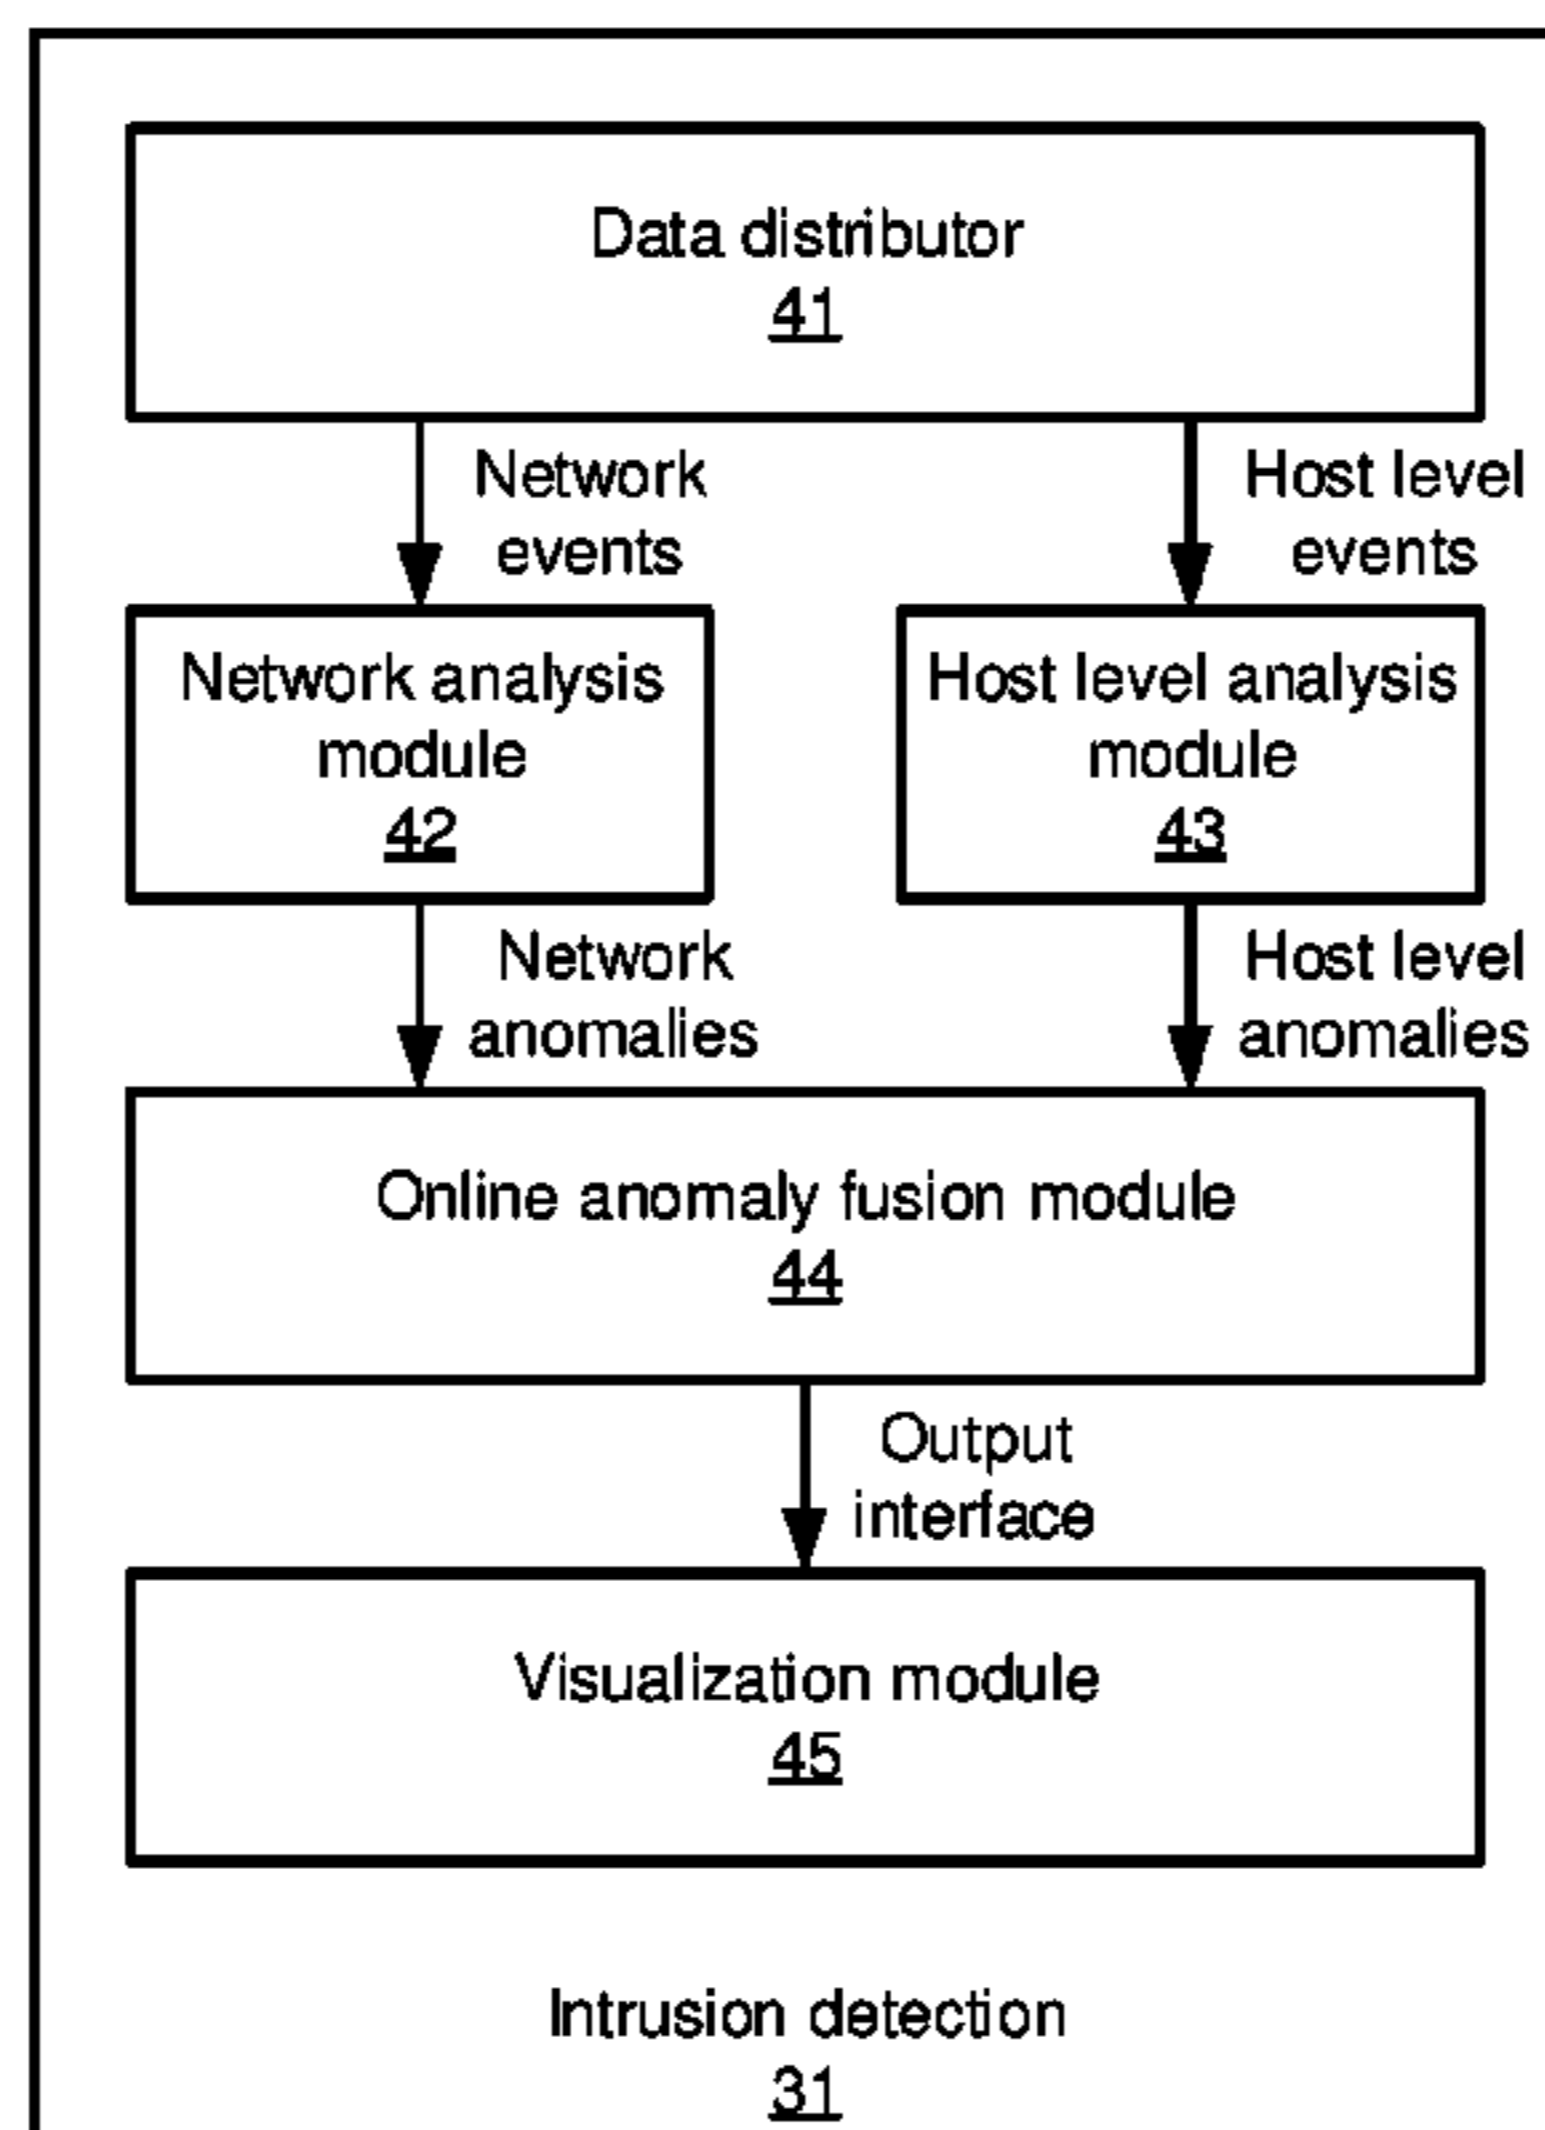 Data distributor
41
Network
events
Host level
events
Network analysis
module
42
Host level analysis
module
43
Network
anomalies
Host level
anomalies
Online anomaly fusion module
44
Output
interface
Visualization module
45
Intrusion detection
31